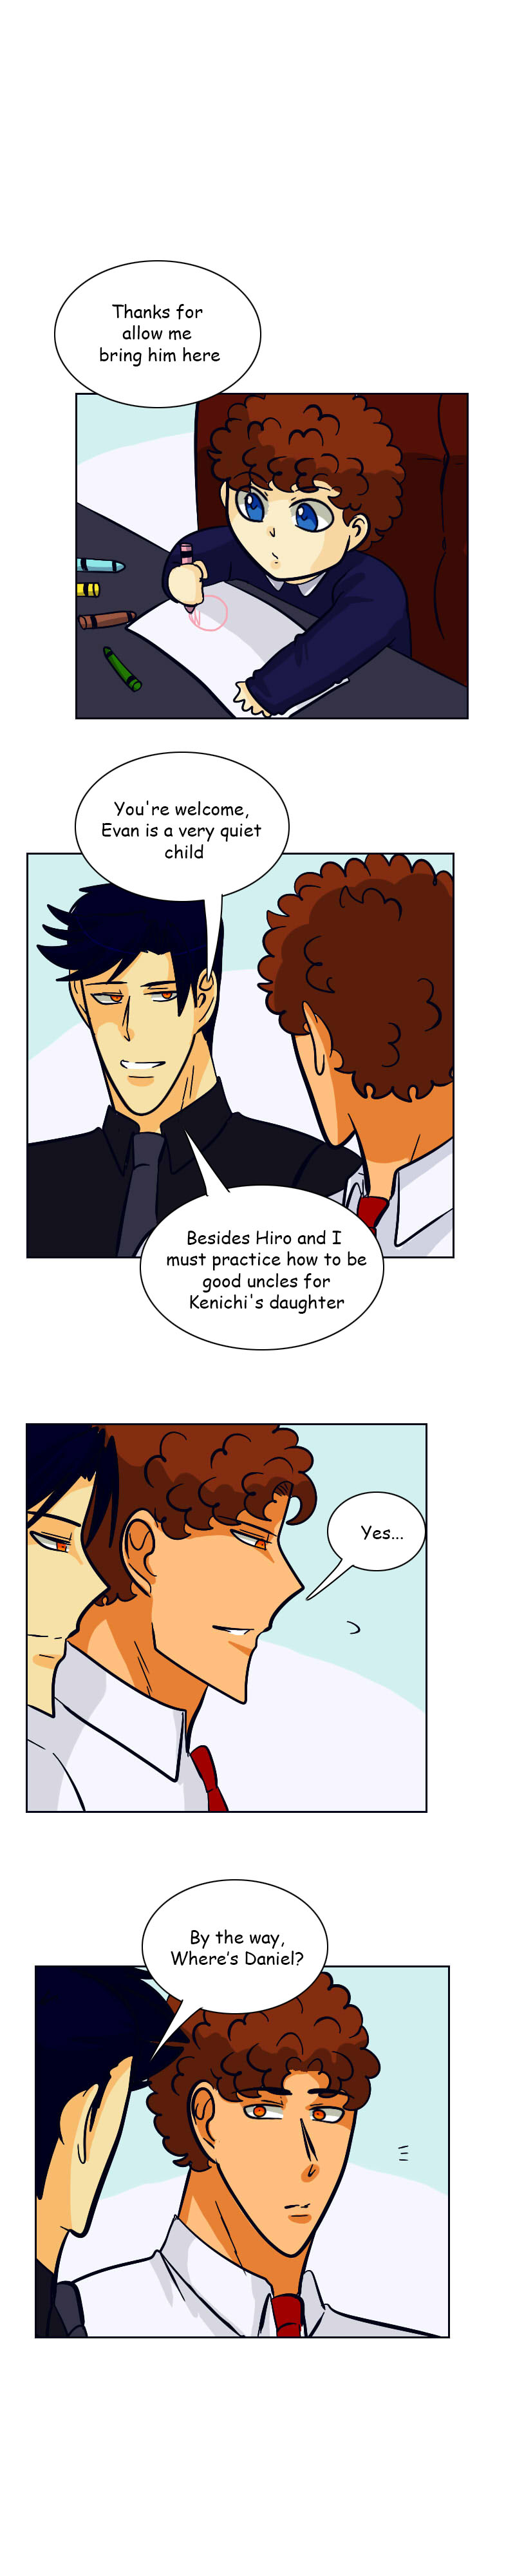 Thanks for
allow me
bring him here
You're welcome,
Evan is a very quiet
child
Besides Hiro and I
must practice how to be
good uncles for
Kenichi's daughter
Yes...
By the way,
Where's Daniel?